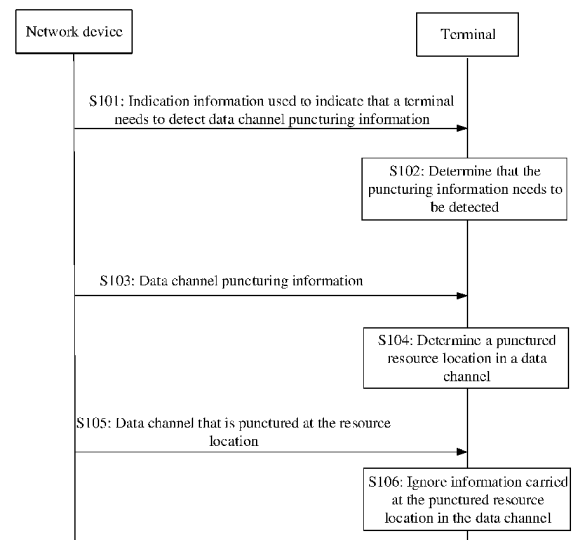 Network device
Terminal
S101: Indication information used to indicate that a terminal
needs to detect data channel puncturing information
S102: Determine that the
puncturing information needs to
be detected
S103: Data channel puncturing information
S104: Determine a punctured
resource location in a data
channel
S105: Data channel that is punctured at the resource
location
S106: Ignore information carried
at the punctured resource
location in the data channel